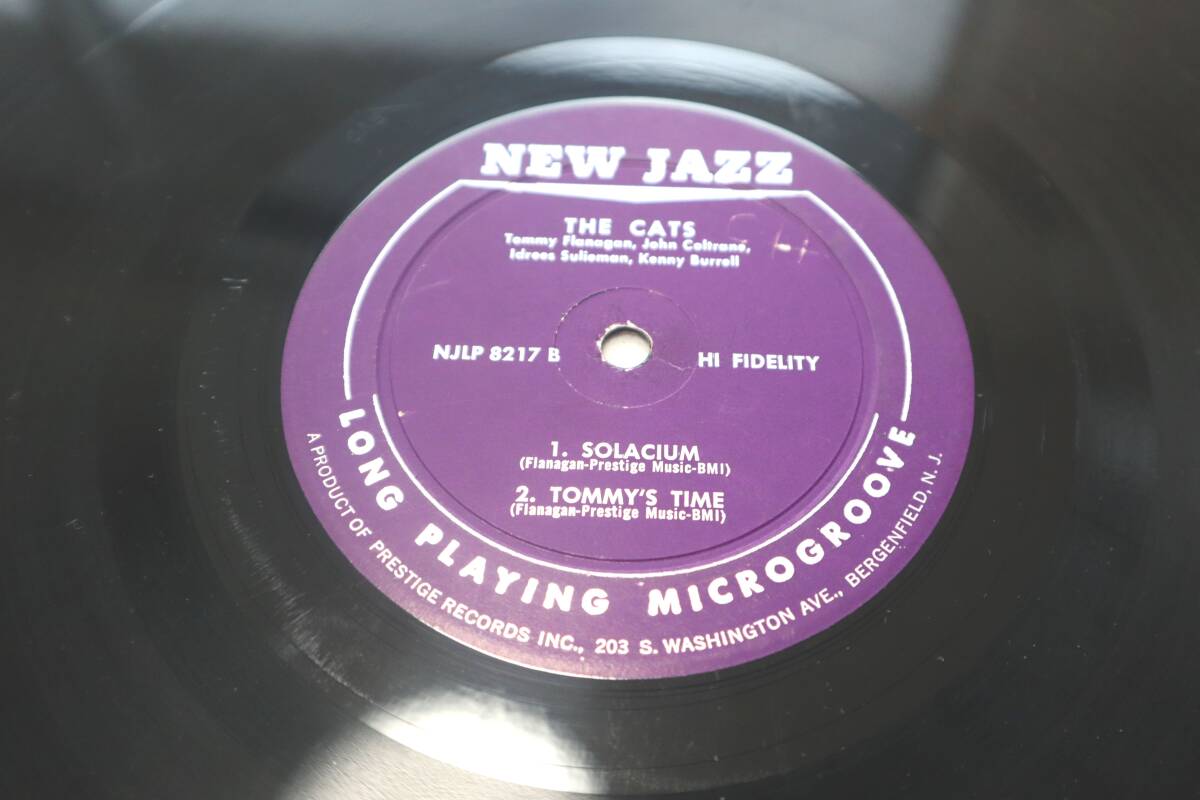 NEW JAZZ
THE CATS
Tommy Flanagan, John Coltrane,
Idrees Sulieman, Kenny Burrell
NJLP 8217 B
HI FIDELITY
1. SOLACIUM
(Flanagan-Prestige Music-BMI)
2. TOMMY'S TIME
(Flanagan-Prestige Music-BMI)
LONG PLAYING MICROGROOVE
A PRODUCT OF PRESTIGE RECORDS INC., 203 S. WASHINGTON AVE., BERGENFIELD, N. J.